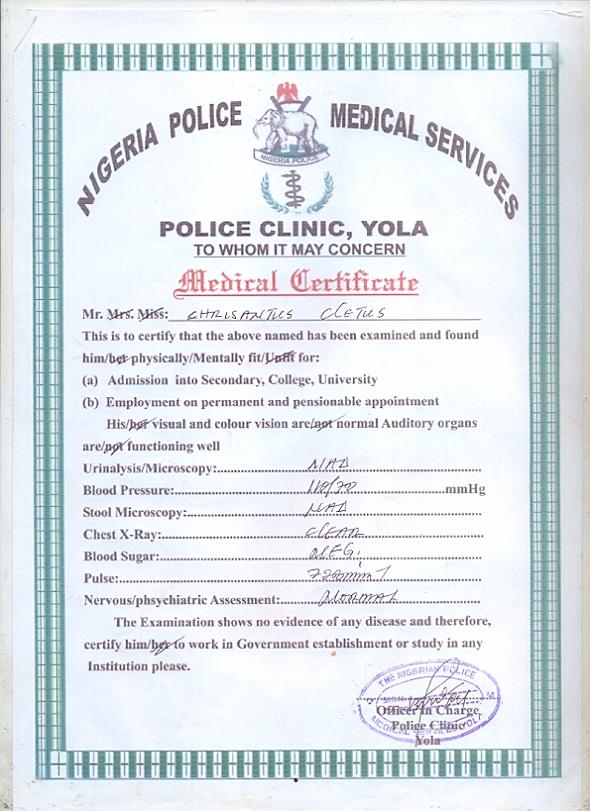 NIGERIA POLICE MEDICAL SERVICES
NIGERIA POLICE
POLICE CLINIC, YOLA
TO WHOM IT MAY CONCERN
Medical Certificate
Mr. Mrs. Miss: CHRISANTUS CLETUS
This is to certify that the above named has been examined and found
him/her physically/Mentally fit/Unfit for:
(a) Admission into Secondary, College, University
(b) Employment on permanent and pensionable appointment
His/her visual and colour vision are/not normal Auditory organs
are/not functioning well
Urinalysis/Microscopy: NAD
Blood Pressure: mmHg
Stool Microscopy: NAD
Chest X-Ray: CLEAR
Blood Sugar: NEG.
Pulse:
Nervous/phsychiatric Assessment: NORMAL
The Examination shows no evidence of any disease and therefore,
certify him/her to work in Government establishment or study in any
Institution please.
THE NIGERIAN POLICE
SIGN
Officer In Charge
Police Clinic
Yola
MEDICAL SERVICES YOLA